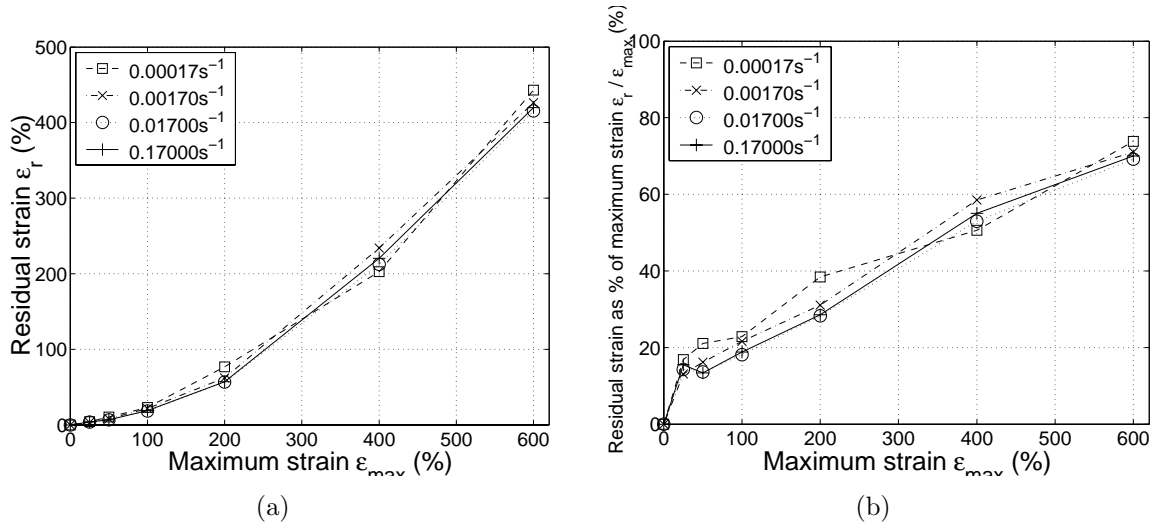 500
400
300
200
100
0
0 100 200 300 400 500 600
Residual strain ε_r (%)
Maximum strain ε_max (%)
0.00017s⁻¹
0.00170s⁻¹
0.01700s⁻¹
0.17000s⁻¹
(a)
100
80
60
40
20
0
0 100 200 300 400 500 600
Residual strain as % of maximum strain ε_r / ε_max (%)
Maximum strain ε_max (%)
0.00017s⁻¹
0.00170s⁻¹
0.01700s⁻¹
0.17000s⁻¹
(b)